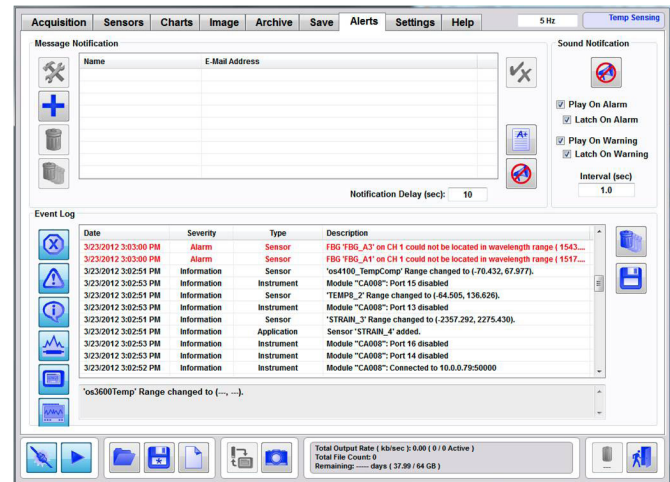 Acquisition Sensors Charts Image Archive Save Alerts Settings Help 5 Hz Temp Sensing
Message Notification
Name E-Mail Address
A+
Notification Delay (sec): 10
Sound Notifcation
Play On Alarm
Latch On Alarm
Play On Warning
Latch On Warning
Interval (sec)
1.0
Event Log
Date Severity Type Description
3/23/2012 3:03:00 PM Alarm Sensor FBG 'FBG_A3' on CH 1 could not be located in wavelength range ( 1543....
3/23/2012 3:03:00 PM Alarm Sensor FBG 'FBG_A1' on CH 1 could not be located in wavelength range ( 1517....
3/23/2012 3:02:51 PM Information Sensor 'os4100_TempComp' Range changed to (-70.432, 67.977).
3/23/2012 3:02:51 PM Information Instrument Module "CA008": Port 15 disabled
3/23/2012 3:02:51 PM Information Sensor 'TEMP8_2' Range changed to (-64.505, 136.626).
3/23/2012 3:02:51 PM Information Instrument Module "CA008": Port 13 disabled
3/23/2012 3:02:51 PM Information Sensor 'STRAIN_3' Range changed to (-2357.292, 2275.430).
3/23/2012 3:02:51 PM Information Application Sensor 'STRAIN_4' added.
3/23/2012 3:02:53 PM Information Instrument Module "CA008": Port 16 disabled
3/23/2012 3:02:53 PM Information Instrument Module "CA008": Port 14 disabled
3/23/2012 3:02:52 PM Information Instrument Module "CA008": Connected to 10.0.0.79:50000
'os3600Temp' Range changed to (---, ---).
Total Output Rate ( kb/sec ): 0.00 ( 0 / 0 Active )
Total File Count: 0
Remaining: ---- days ( 37.99 / 64 GB )